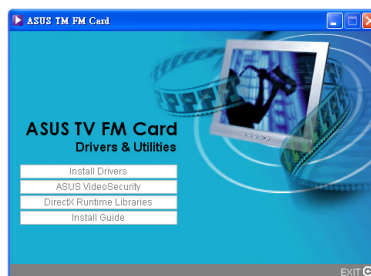 ASUS TM FM Card
ASUS TV FM Card
Drivers & Utilities
Install Drivers
ASUS VideoSecurity
DirectX Runtime Libraries
Install Guide
EXIT